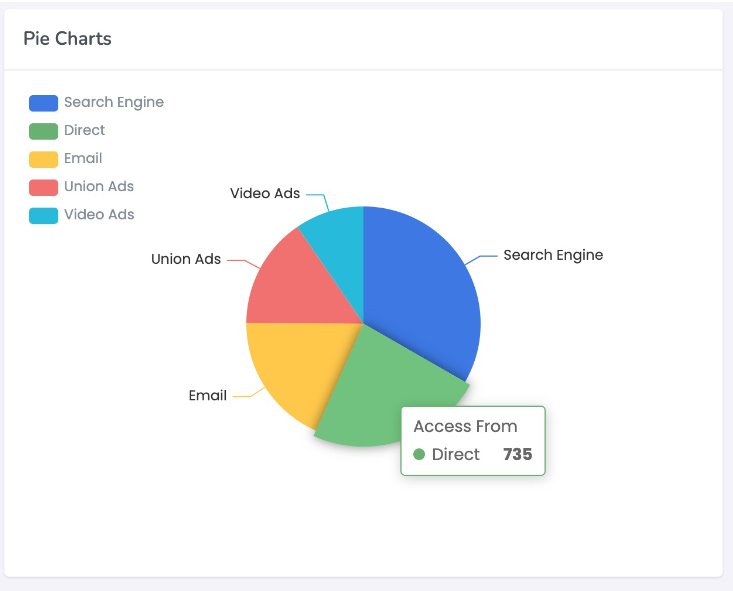 Pie Charts
Search Engine
Direct
Email
Union Ads
Video Ads
Video Ads
Union Ads
Search Engine
Email
Access From
Direct 735